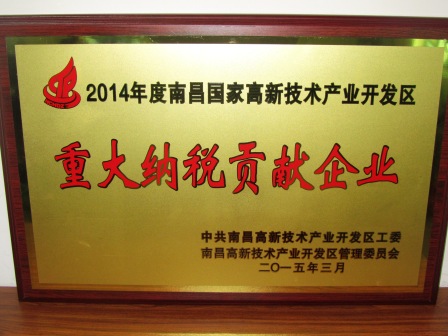 2014年度南昌国家高新技术产业开发区
重大纳税贡献企业
中共南昌高新技术产业开发区工委
南昌高新技术产业开发区管理委员会
二〇一五年三月